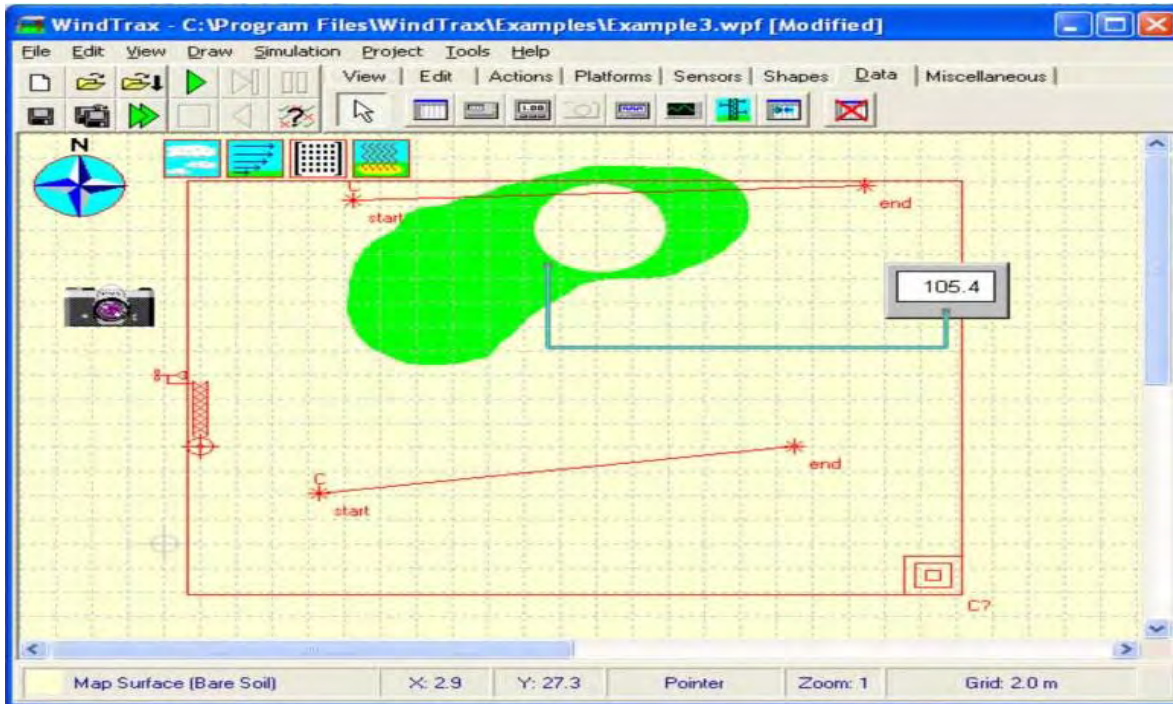 WindTrax - C:\Program Files\WindTrax\Examples\Example3.wpf [Modified]
File Edit View Draw Simulation Project Tools Help
View Edit Actions Platforms Sensors Shapes Data Miscellaneous
1.00
N
start
end
105.4
C
start
end
C?
Map Surface (Bare Soil) X: 2.9 Y: 27.3 Pointer Zoom: 1 Grid: 2.0 m